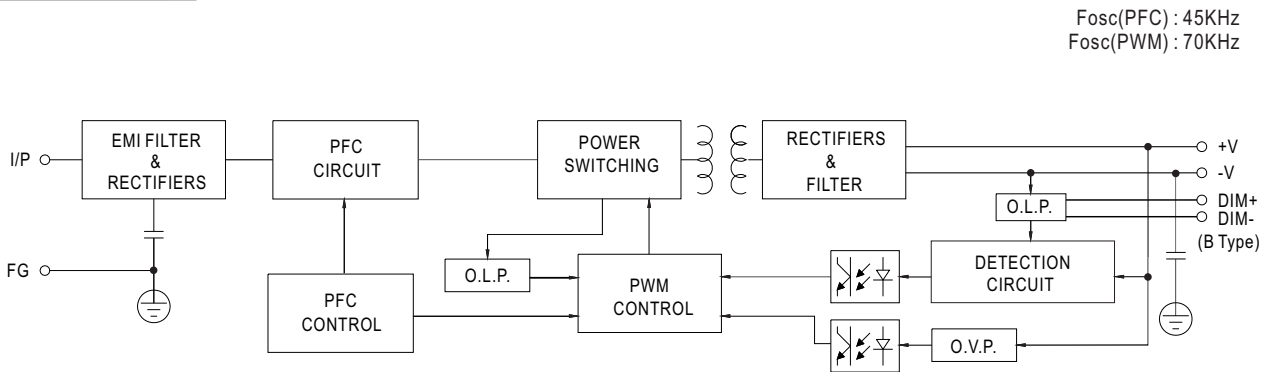 Fosc(PFC) : 45KHz
Fosc(PWM) : 70KHz
I/P
EMI FILTER
&
RECTIFIERS
PFC
CIRCUIT
POWER
SWITCHING
RECTIFIERS
&
FILTER
+V
-V
O.L.P.
DIM+
DIM-
(B Type)
FG
O.L.P.
PFC
CONTROL
PWM
CONTROL
DETECTION
CIRCUIT
O.V.P.